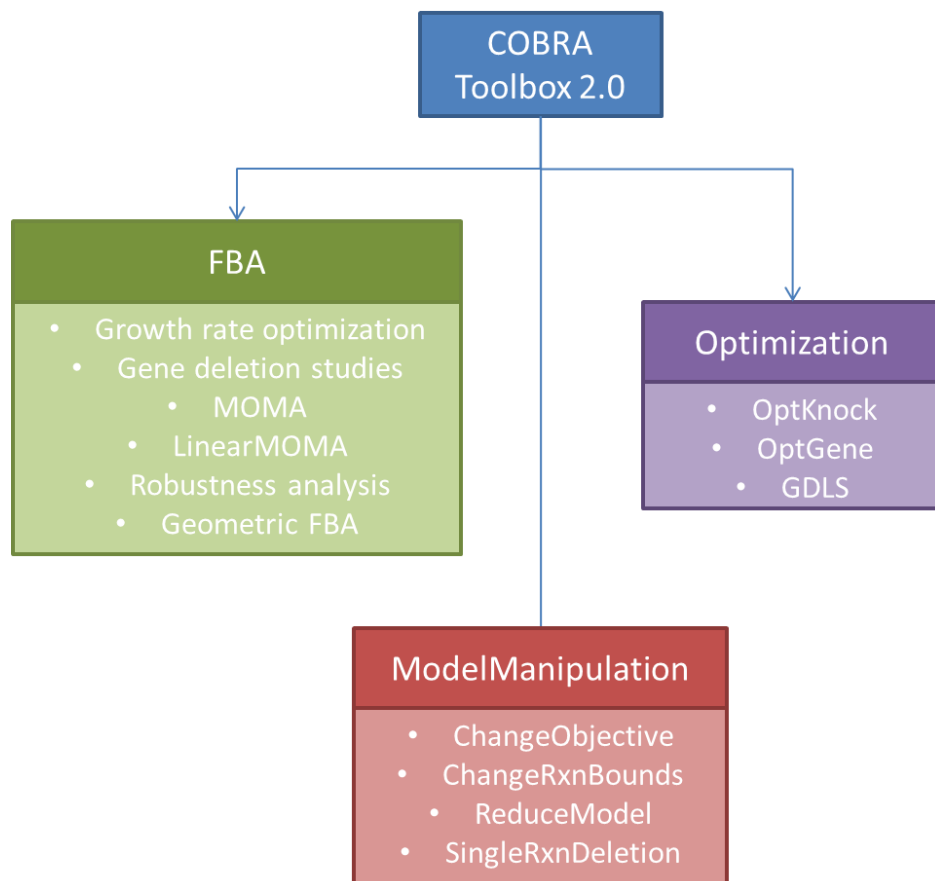 COBRA
Toolbox 2.0
FBA
• Growth rate optimization
• Gene deletion studies
• MOMA
• LinearMOMA
• Robustness analysis
• Geometric FBA
Optimization
• OptKnock
• OptGene
• GDLS
ModelManipulation
• ChangeObjective
• ChangeRxnBounds
• ReduceModel
• SingleRxnDeletion